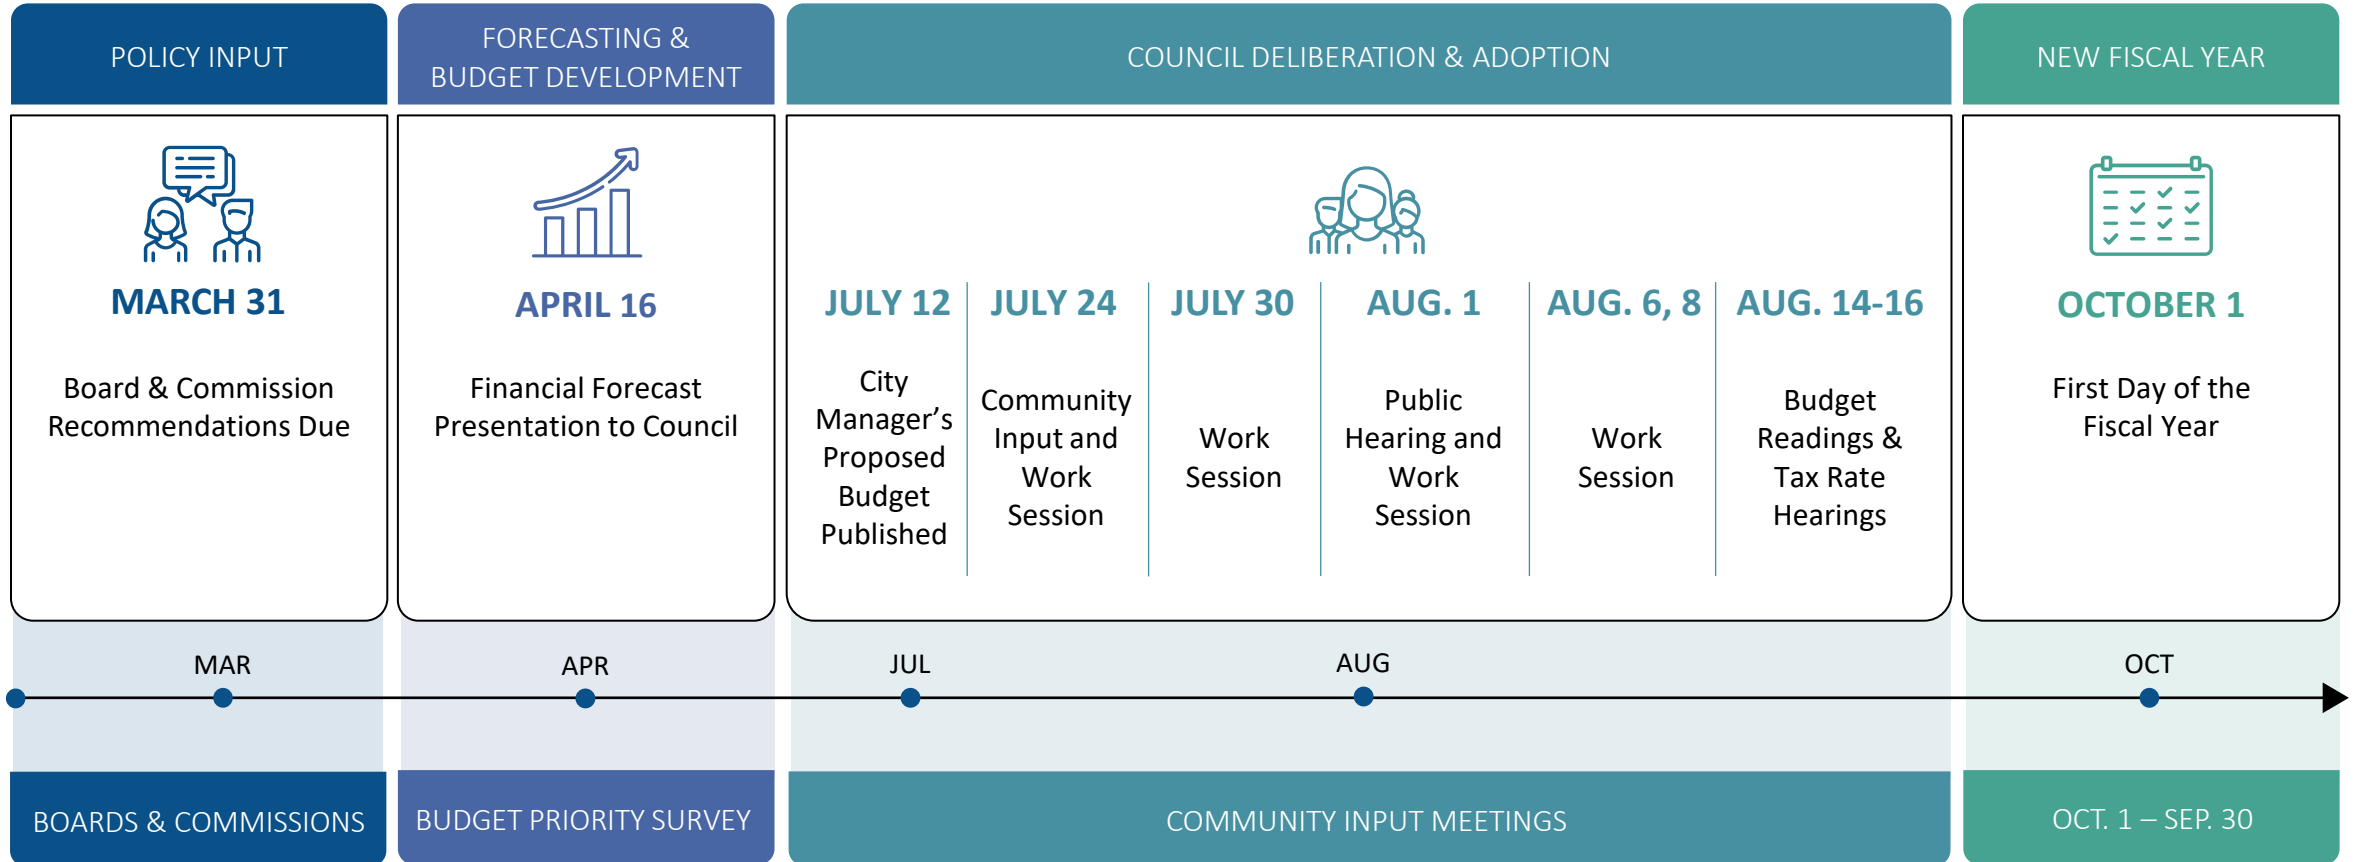 POLICY INPUT
FORECASTING &
BUDGET DEVELOPMENT
COUNCIL DELIBERATION & ADOPTION
NEW FISCAL YEAR
MARCH 31
Board & Commission
Recommendations Due
APRIL 16
Financial Forecast
Presentation to Council
JULY 12
City
Manager’s
Proposed
Budget
Published
JULY 24
Community
Input and
Work
Session
JULY 30
Work
Session
AUG. 1
Public
Hearing and
Work
Session
AUG. 6, 8
Work
Session
AUG. 14-16
Budget
Readings &
Tax Rate
Hearings
OCTOBER 1
First Day of the
Fiscal Year
MAR
APR
JUL
AUG
OCT
BOARDS & COMMISSIONS
BUDGET PRIORITY SURVEY
COMMUNITY INPUT MEETINGS
OCT. 1 – SEP. 30